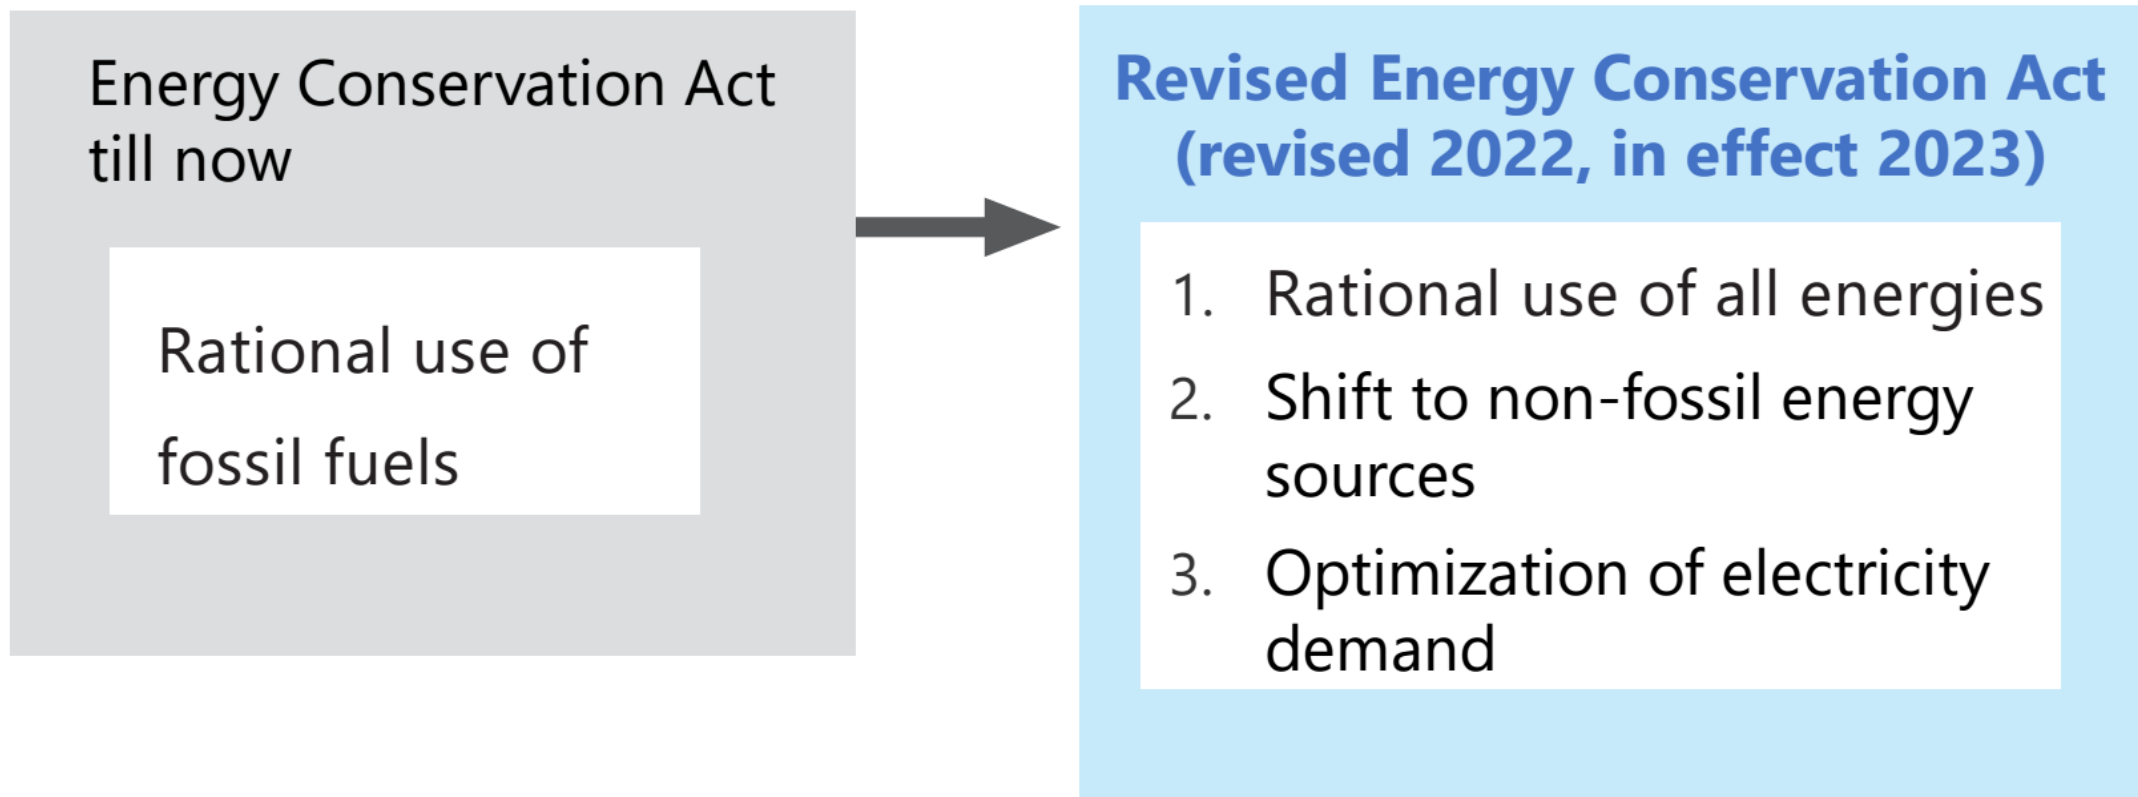 Energy Conservation Act
till now
Rational use of
fossil fuels
Revised Energy Conservation Act
(revised 2022, in effect 2023)
1. Rational use of all energies
2. Shift to non-fossil energy
sources
3. Optimization of electricity
demand